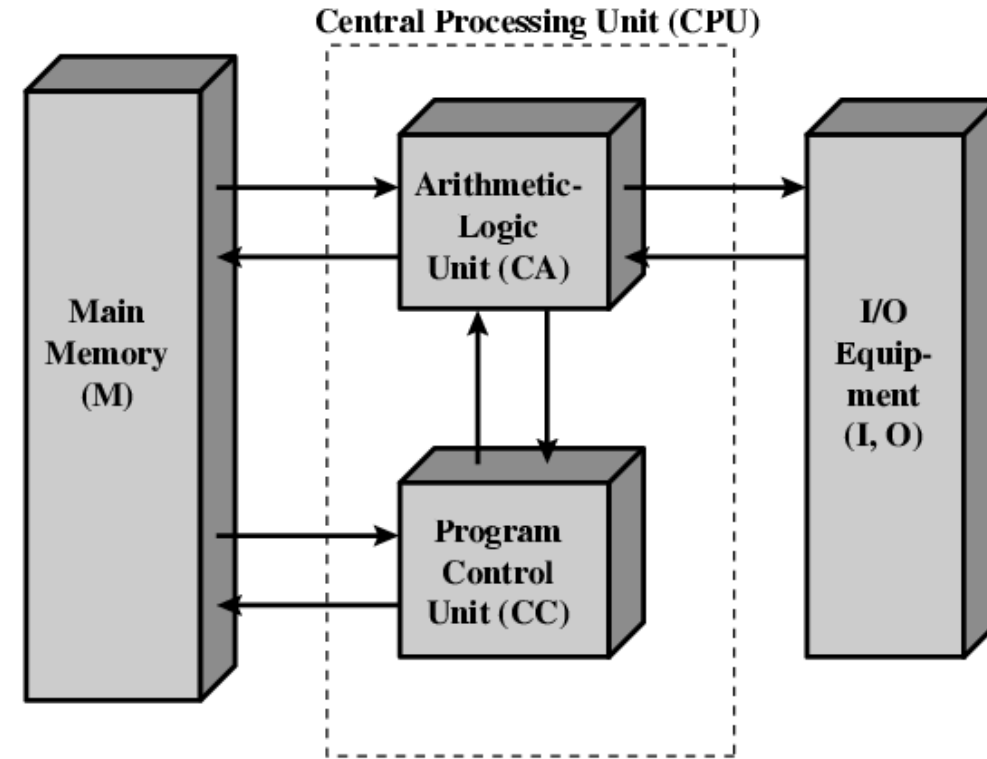 Central Processing Unit (CPU)
Main
Memory
(M)
Arithmetic-
Logic
Unit (CA)
Program
Control
Unit (CC)
I/O
Equip-
ment
(I, O)